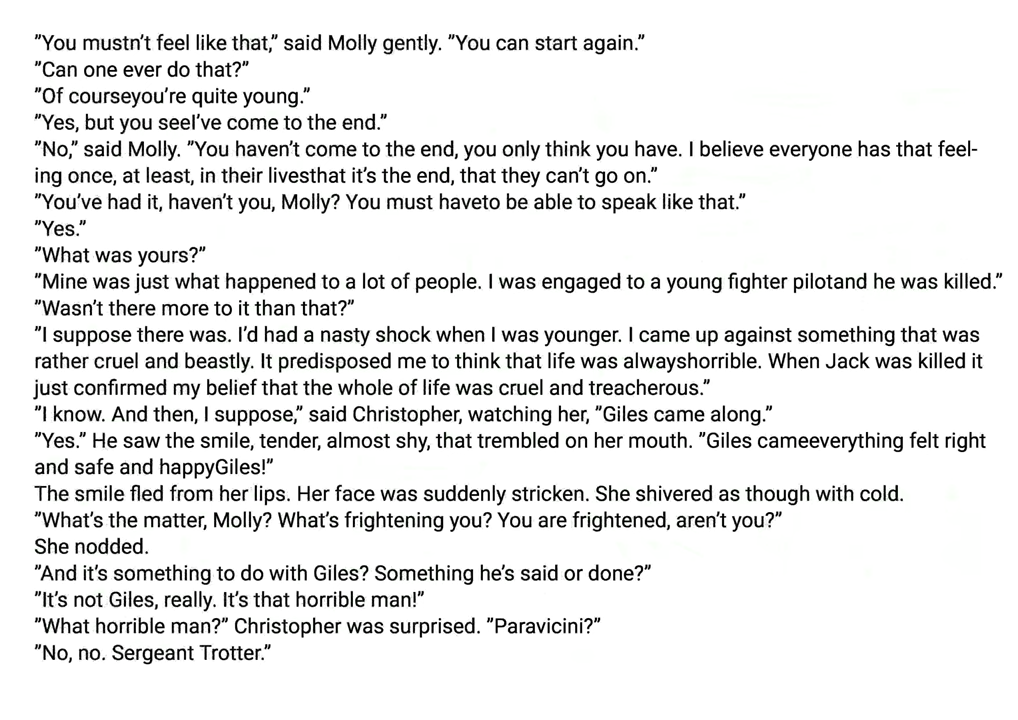 "You mustn't feel like that," said Molly gently. "You can start again."
"Can one ever do that?"
"Of courseyou're quite young."
"Yes, but you seeI've come to the end."
"No," said Molly. "You haven't come to the end, you only think you have. I believe everyone has that feel-
ing once, at least, in their livesthat it's the end, that they can't go on."
"You've had it, haven't you, Molly? You must haveto be able to speak like that."
"Yes."
"What was yours?"
"Mine was just what happened to a lot of people. I was engaged to a young fighter pilotand he was killed."
"Wasn't there more to it than that?"
"I suppose there was. I'd had a nasty shock when I was younger. I came up against something that was
rather cruel and beastly. It predisposed me to think that life was alwayshorrible. When Jack was killed it
just confirmed my belief that the whole of life was cruel and treacherous."
"I know. And then, I suppose," said Christopher, watching her, "Giles came along."
"Yes." He saw the smile, tender, almost shy, that trembled on her mouth. "Giles cameeverything felt right
and safe and happyGiles!"
The smile fled from her lips. Her face was suddenly stricken. She shivered as though with cold.
"What's the matter, Molly? What's frightening you? You are frightened, aren't you?"
She nodded.
"And it's something to do with Giles? Something he's said or done?"
"It's not Giles, really. It's that horrible man!"
"What horrible man?" Christopher was surprised. "Paravicini?"
"No, no. Sergeant Trotter."